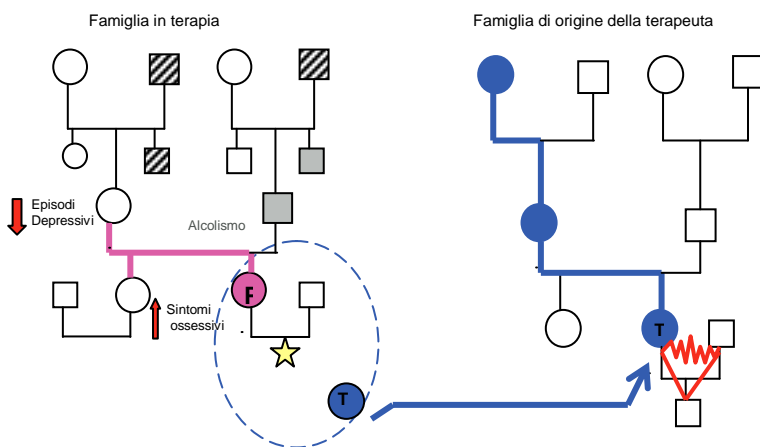 Famiglia in terapia
Famiglia di origine della terapeuta
Episodi
Depressivi
Alcolismo
F
Sintomi
ossessivi
T
T